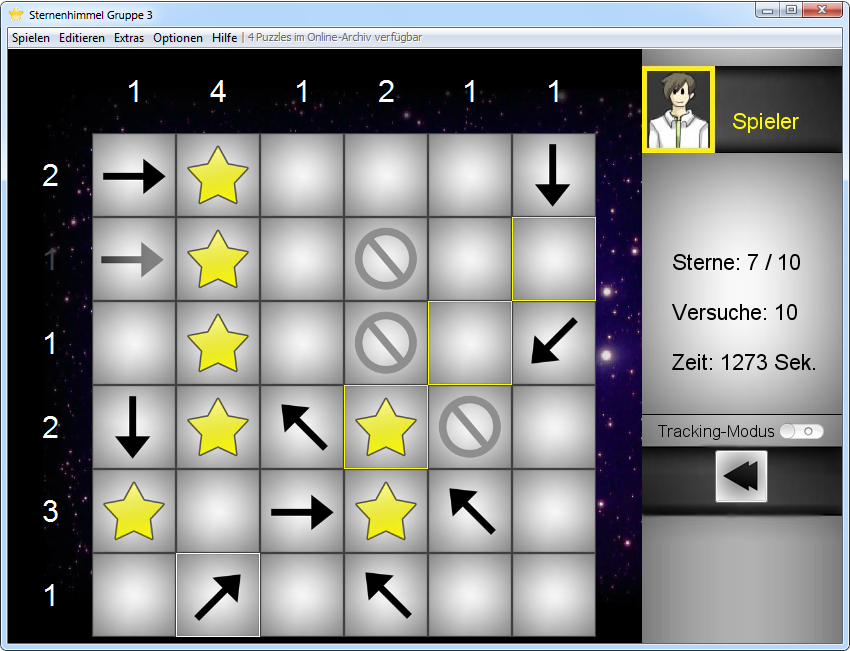 Sternenhimmel Gruppe 3
Spielen Editieren Extras Optionen Hilfe | 4 Puzzles im Online-Archiv verfügbar
1 4 1 2 1 1
Spieler
2
1
Sterne: 7 / 10
Versuche: 10
1
Zeit: 1273 Sek.
2
Tracking-Modus
3
1